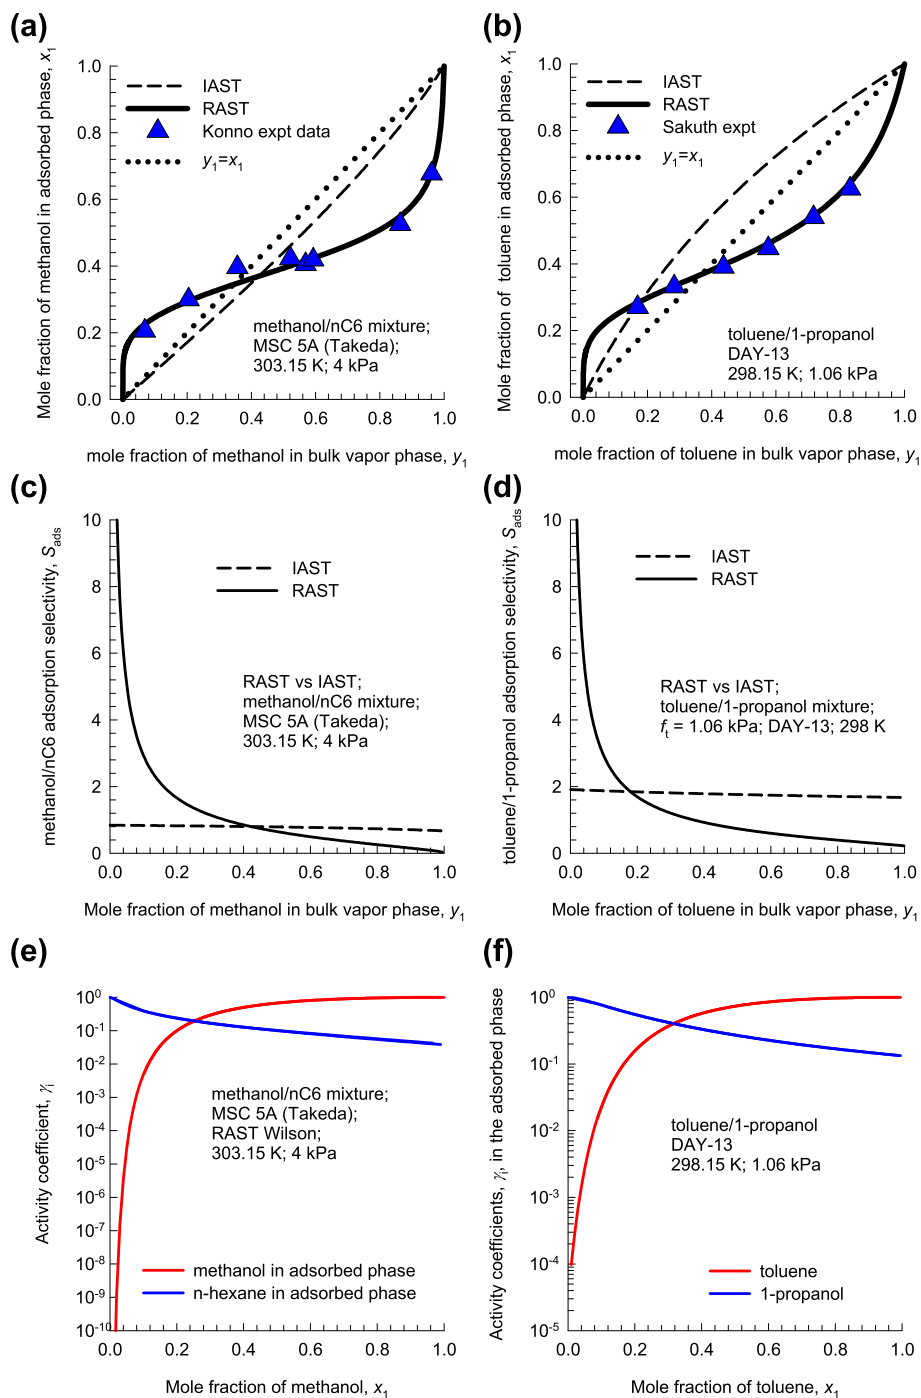 (a)
Mole fraction of methanol in adsorbed phase, x₁
1.0
0.8
0.6
0.4
0.2
0.0
IAST
RAST
Konno expt data
y₁=x₁
methanol/nC6 mixture;
MSC 5A (Takeda);
303.15 K; 4 kPa
0.0 0.2 0.4 0.6 0.8 1.0
mole fraction of methanol in bulk vapor phase, y₁
(b)
Mole fraction of toluene in adsorbed phase, x₁
1.0
0.8
0.6
0.4
0.2
0.0
IAST
RAST
Sakuth expt
y₁=x₁
toluene/1-propanol
DAY-13
298.15 K; 1.06 kPa
0.0 0.2 0.4 0.6 0.8 1.0
mole fraction of toluene in bulk vapor phase, y₁
(c)
methanol/nC6 adsorption selectivity, Sads
10
8
6
4
2
0
IAST
RAST
RAST vs IAST;
methanol/nC6 mixture;
MSC 5A (Takeda);
303.15 K; 4 kPa
0.0 0.2 0.4 0.6 0.8 1.0
Mole fraction of methanol in bulk vapor phase, y₁
(d)
toluene/1-propanol adsorption selectivity, Sads
10
8
6
4
2
0
IAST
RAST
RAST vs IAST;
toluene/1-propanol mixture;
ft = 1.06 kPa; DAY-13; 298 K
0.0 0.2 0.4 0.6 0.8 1.0
Mole fraction of toluene in bulk vapor phase, y₁
(e)
Activity coefficient, γi
10⁰
10⁻¹
10⁻²
10⁻³
10⁻⁴
10⁻⁵
10⁻⁶
10⁻⁷
10⁻⁸
10⁻⁹
10⁻¹⁰
methanol/nC6 mixture;
MSC 5A (Takeda);
RAST Wilson;
303.15 K; 4 kPa
methanol in adsorbed phase
n-hexane in adsorbed phase
0.0 0.2 0.4 0.6 0.8 1.0
Mole fraction of methanol, x₁
(f)
Activity coefficients, γi, in the adsorbed phase
10⁰
10⁻¹
10⁻²
10⁻³
10⁻⁴
10⁻⁵
toluene/1-propanol
DAY-13
298.15 K; 1.06 kPa
toluene
1-propanol
0.0 0.2 0.4 0.6 0.8 1.0
Mole fraction of toluene, x₁